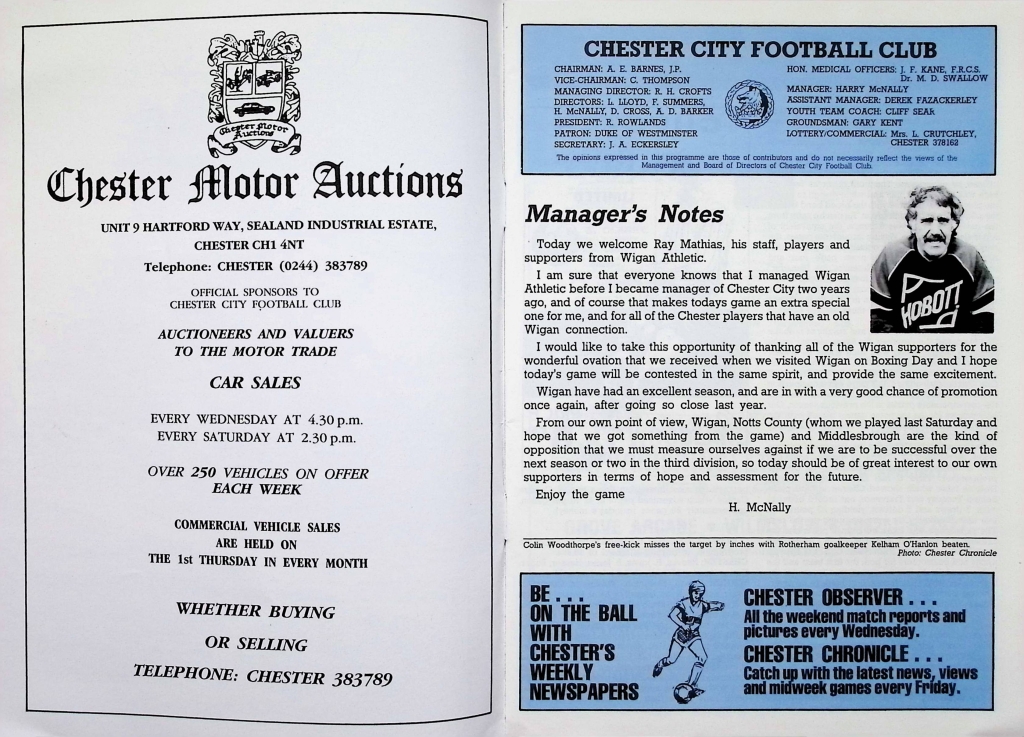 Chester Motor
Auctions
Chester Motor Auctions
UNIT 9 HARTFORD WAY, SEALAND INDUSTRIAL ESTATE,
CHESTER CH1 4NT
Telephone: CHESTER (0244) 383789
OFFICIAL SPONSORS TO
CHESTER CITY FOOTBALL CLUB
AUCTIONEERS AND VALUERS
TO THE MOTOR TRADE
CAR SALES
EVERY WEDNESDAY AT 4.30 p.m.
EVERY SATURDAY AT 2.30 p.m.
OVER 250 VEHICLES ON OFFER
EACH WEEK
COMMERCIAL VEHICLE SALES
ARE HELD ON
THE 1st THURSDAY IN EVERY MONTH
WHETHER BUYING
OR SELLING
TELEPHONE: CHESTER 383789
CHESTER CITY FOOTBALL CLUB
CHAIRMAN: A. E. BARNES, J.P.
VICE-CHAIRMAN: C. THOMPSON
MANAGING DIRECTOR: R. H. CROFTS
DIRECTORS: L. LLOYD, F. SUMMERS,
H. McNALLY, D. CROSS, A. D. BARKER
PRESIDENT: R. ROWLANDS
PATRON: DUKE OF WESTMINSTER
SECRETARY: J. A. ECKERSLEY
HON. MEDICAL OFFICERS: J. F. KANE, F.R.C.S.
Dr. M. D. SWALLOW
MANAGER: HARRY McNALLY
ASSISTANT MANAGER: DEREK FAZACKERLEY
YOUTH TEAM COACH: CLIFF SEAR
GROUNDSMAN: GARY KENT
LOTTERY/COMMERCIAL: Mrs. L. CRUTCHLEY,
CHESTER 378162
The opinions expressed in this programme are those of contributors and do not necessarily reflect the views of the
Management and Board of Directors of Chester City Football Club.
Manager's Notes
Today we welcome Ray Mathias, his staff, players and
supporters from Wigan Athletic.
I am sure that everyone knows that I managed Wigan
Athletic before I became manager of Chester City two years
ago, and of course that makes todays game an extra special
one for me, and for all of the Chester players that have an old
Wigan connection.
HOBOTT
I would like to take this opportunity of thanking all of the Wigan supporters for the
wonderful ovation that we received when we visited Wigan on Boxing Day and I hope
today's game will be contested in the same spirit, and provide the same excitement.
Wigan have had an excellent season, and are in with a very good chance of promotion
once again, after going so close last year.
From our own point of view, Wigan, Notts County (whom we played last Saturday and
hope that we got something from the game) and Middlesbrough are the kind of
opposition that we must measure ourselves against if we are to be successful over the
next season or two in the third division, so today should be of great interest to our own
supporters in terms of hope and assessment for the future.
Enjoy the game
H. McNally
Colin Woodthorpe's free-kick misses the target by inches with Rotherham goalkeeper Kelham O'Hanlon beaten.
Photo: Chester Chronicle
BE . . .
ON THE BALL
WITH
CHESTER'S
WEEKLY
NEWSPAPERS
CHESTER OBSERVER . . .
All the weekend match reports and
pictures every Wednesday.
CHESTER CHRONICLE . . .
Catch up with the latest news, views
and midweek games every Friday.